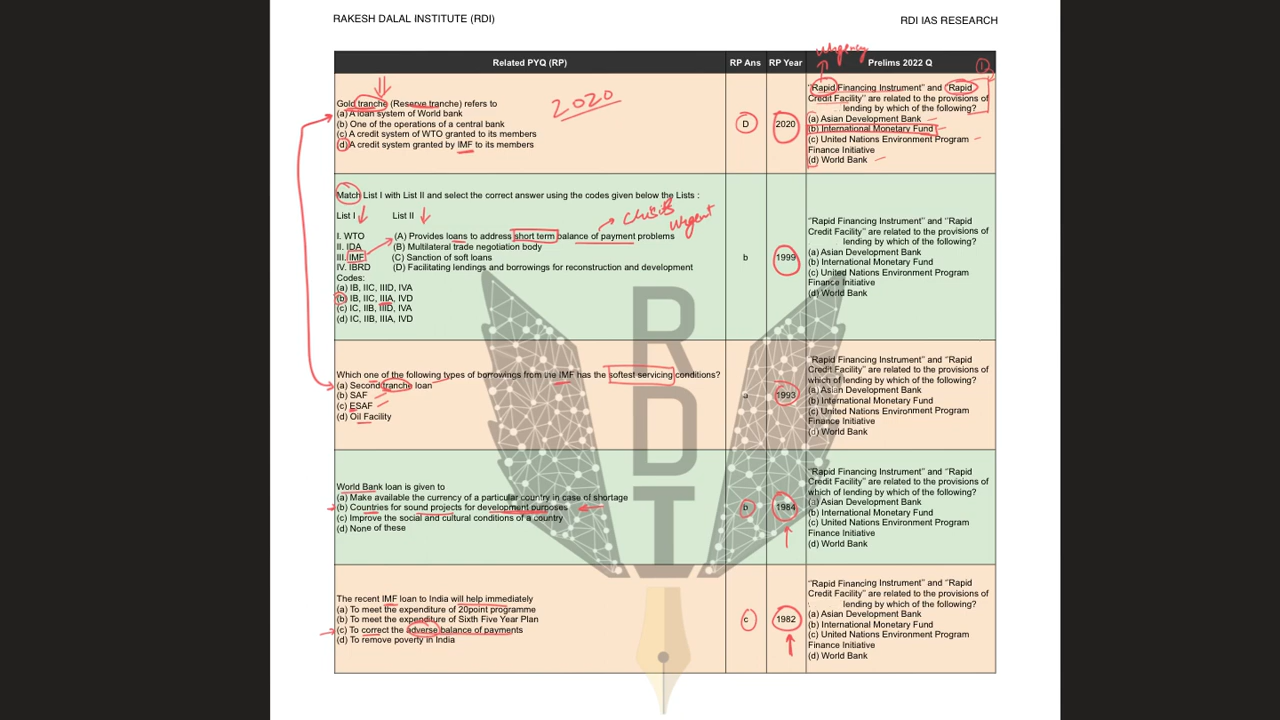 RAKESH DALAL INSTITUTE (RDI)
RDI IAS RESEARCH
Urgency
Related PYQ (RP)
RP Ans
RP Year
Prelims 2022 Q
1
Gold tranche (Reserve tranche) refers to
(a) A loan system of World bank
(b) One of the operations of a central bank
(c) A credit system of WTO granted to its members
(d) A credit system granted by IMF to its members
2020
D
2020
"Rapid Financing Instrument" and "Rapid
Credit Facility" are related to the provisions of
lending by which of the following?
(a) Asian Development Bank
(b) International Monetary Fund
(c) United Nations Environment Program
Finance Initiative
(d) World Bank
Match List I with List II and select the correct answer using the codes given below the Lists :
List I List II
Crisis
Urgent
I. WTO (A) Provides loans to address short term balance of payment problems
II. IDA (B) Multilateral trade negotiation body
III. IMF (C) Sanction of soft loans
IV. IBRD (D) Facilitating lendings and borrowings for reconstruction and development
Codes:
(a) IB, IIC, IIID, IVA
(b) IB, IIC, IIIA, IVD
(c) IC, IIB, IIID, IVA
(d) IC, IIB, IIIA, IVD
b
1999
"Rapid Financing Instrument" and "Rapid
Credit Facility" are related to the provisions of
lending by which of the following?
(a) Asian Development Bank
(b) International Monetary Fund
(c) United Nations Environment Program
Finance Initiative
(d) World Bank
Which one of the following types of borrowings from the IMF has the softest servicing conditions?
(a) Second tranche loan
(b) SAF
(c) ESAF
(d) Oil Facility
a
1993
"Rapid Financing Instrument" and "Rapid
Credit Facility" are related to the provisions of
which of lending by which of the following?
(a) Asian Development Bank
(b) International Monetary Fund
(c) United Nations Environment Program
Finance Initiative
(d) World Bank
World Bank loan is given to
(a) Make available the currency of a particular country in case of shortage
(b) Countries for sound projects for development purposes
(c) Improve the social and cultural conditions of a country
(d) None of these
b
1984
"Rapid Financing Instrument" and "Rapid
Credit Facility" are related to the provisions of
which of lending by which of the following?
(a) Asian Development Bank
(b) International Monetary Fund
(c) United Nations Environment Program
Finance Initiative
(d) World Bank
The recent IMF loan to India will help immediately
(a) To meet the expenditure of 20point programme
(b) To meet the expenditure of Sixth Five Year Plan
(c) To correct the adverse balance of payments
(d) To remove poverty in India
c
1982
"Rapid Financing Instrument" and "Rapid
Credit Facility" are related to the provisions of
lending by which of the following?
(a) Asian Development Bank
(b) International Monetary Fund
(c) United Nations Environment Program
Finance Initiative
(d) World Bank
R
D
I